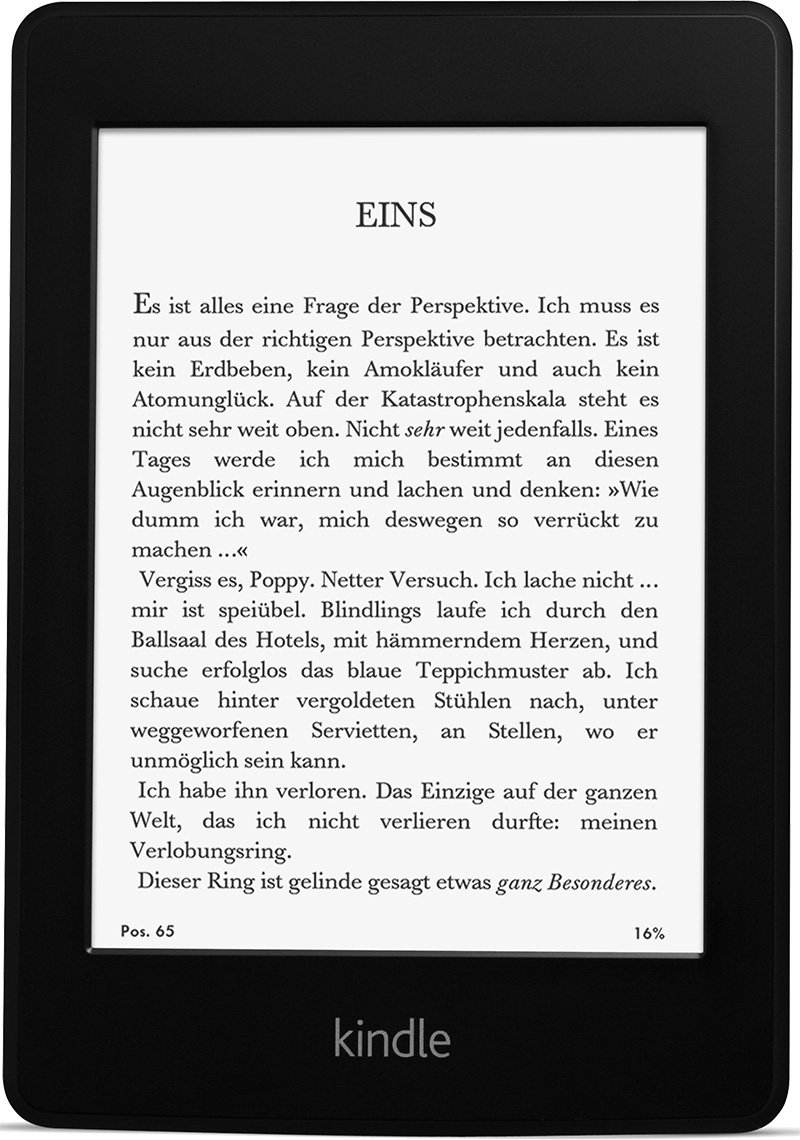 EINS
Es ist alles eine Frage der Perspektive. Ich muss es
nur aus der richtigen Perspektive betrachten. Es ist
kein Erdbeben, kein Amokläufer und auch kein
Atomunglück. Auf der Katastrophenskala steht es
nicht sehr weit oben. Nicht sehr weit jedenfalls. Eines
Tages werde ich mich bestimmt an diesen
Augenblick erinnern und lachen und denken: »Wie
dumm ich war, mich deswegen so verrückt zu
machen ...«
Vergiss es, Poppy. Netter Versuch. Ich lache nicht ...
mir ist speiübel. Blindlings laufe ich durch den
Ballsaal des Hotels, mit hämmerndem Herzen, und
suche erfolglos das blaue Teppichmuster ab. Ich
schaue hinter vergoldeten Stühlen nach, unter
weggeworfenen Servietten, an Stellen, wo er
unmöglich sein kann.
Ich habe ihn verloren. Das Einzige auf der ganzen
Welt, das ich nicht verlieren durfte: meinen
Verlobungsring.
Dieser Ring ist gelinde gesagt etwas ganz Besonderes.
Pos. 65 16%
kindle